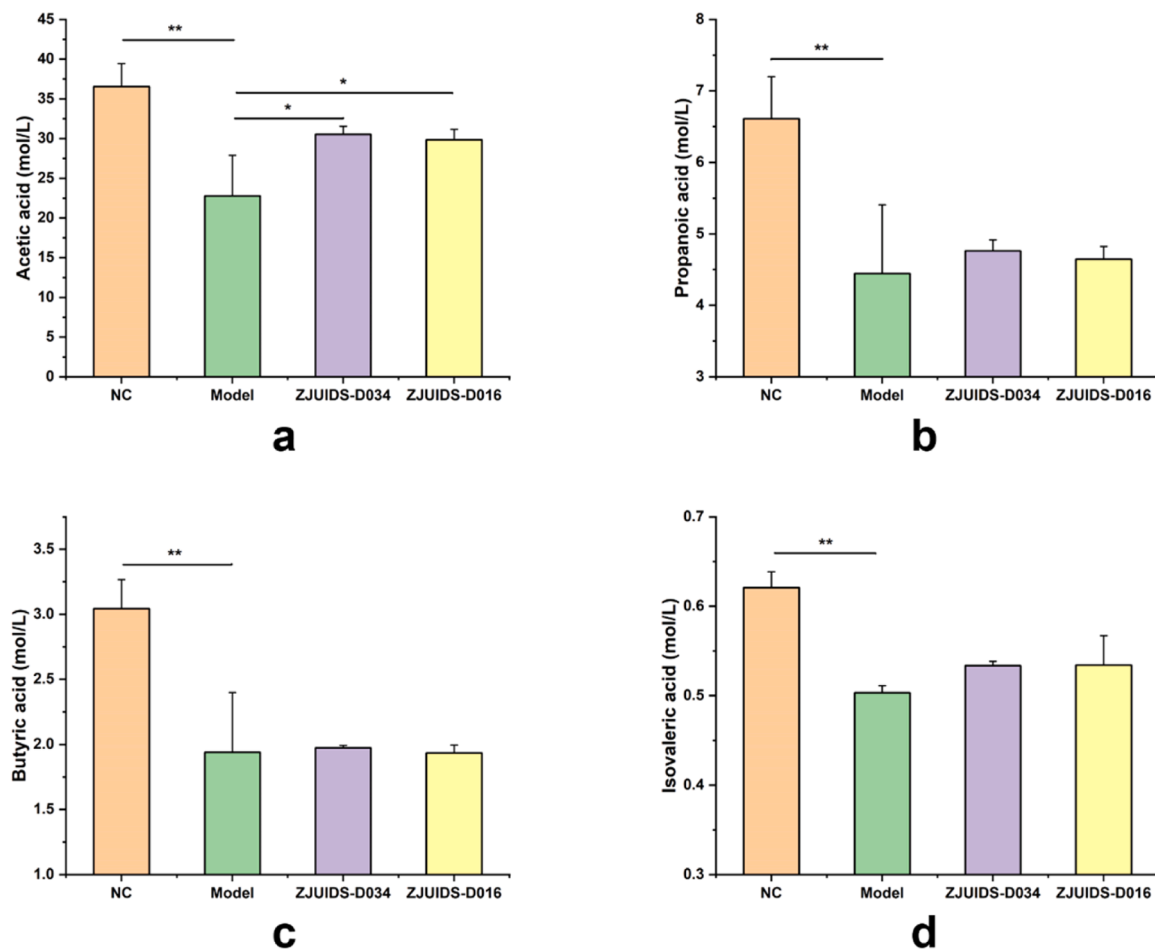 45
40
35
30
25
20
15
10
5
0
Acetic acid (mol/L)
**
*
*
NC Model ZJUIDS-D034 ZJUIDS-D016
a
8
7
6
5
4
3
Propanoic acid (mol/L)
**
NC Model ZJUIDS-D034 ZJUIDS-D016
b
3.5
3.0
2.5
2.0
1.5
1.0
Butyric acid (mol/L)
**
NC Model ZJUIDS-D034 ZJUIDS-D016
c
0.7
0.6
0.5
0.4
0.3
Isovaleric acid (mol/L)
**
NC Model ZJUIDS-D034 ZJUIDS-D016
d